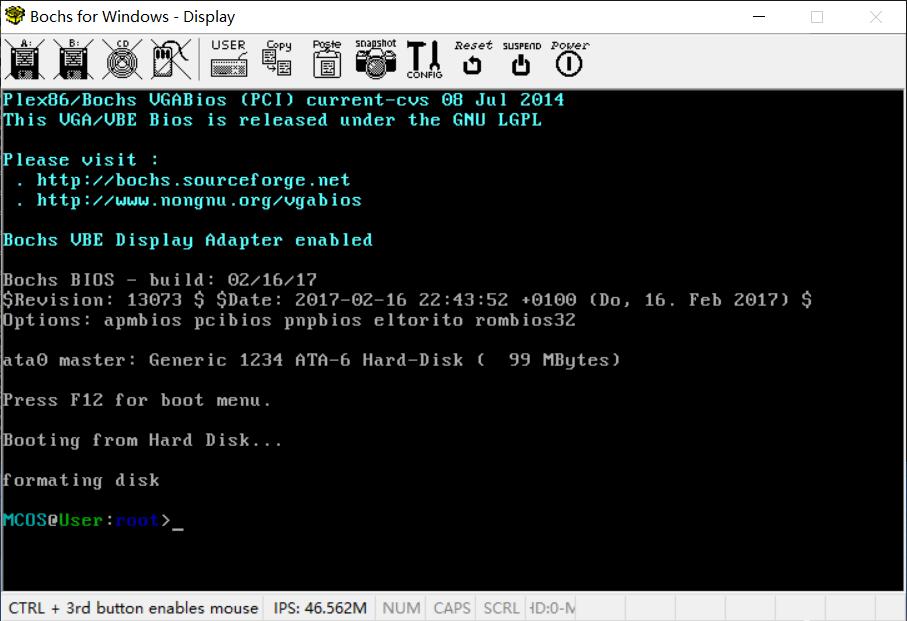 Bochs for Windows - Display
A: B: CD USER Copy Paste snapshot CONFIG Reset SUSPEND Power
Plex86/Bochs VGABios (PCI) current-cvs 08 Jul 2014
This VGA/VBE Bios is released under the GNU LGPL
Please visit :
. http://bochs.sourceforge.net
. http://www.nongnu.org/vgabios
Bochs VBE Display Adapter enabled
Bochs BIOS - build: 02/16/17
$Revision: 13073 $ $Date: 2017-02-16 22:43:52 +0100 (Do, 16. Feb 2017) $
Options: apmbios pcibios pnpbios eltorito rombios32
ata0 master: Generic 1234 ATA-6 Hard-Disk (  99 MBytes)
Press F12 for boot menu.
Booting from Hard Disk...
formating disk
MCOS@User:root>_
CTRL + 3rd button enables mouse IPS: 46.562M NUM CAPS SCRL HD:0-M